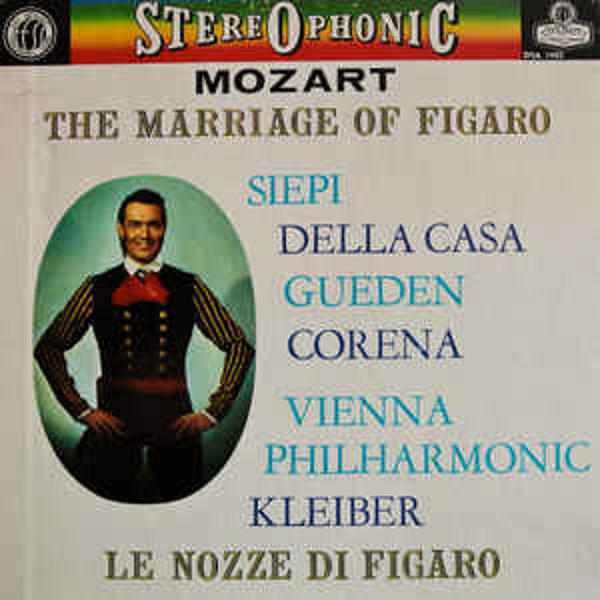 STEREOPHONIC
MOZART
THE MARRIAGE OF FIGARO
SIEPI
DELLA CASA
GUEDEN
CORENA
VIENNA
PHILHARMONIC
KLEIBER
LE NOZZE DI FIGARO